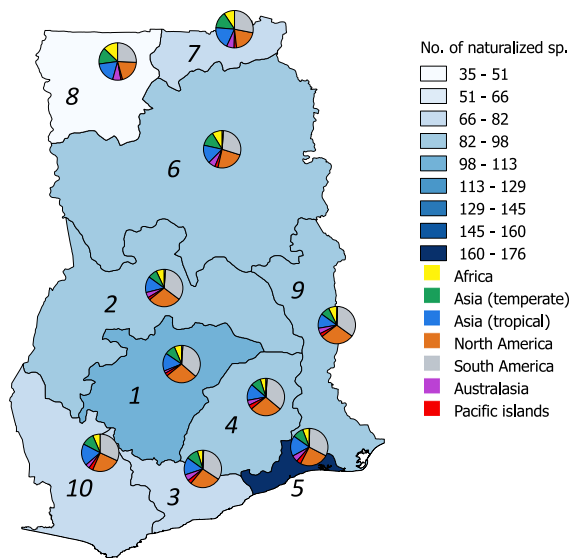 7
8
6
2
9
1
4
10
3
5
No. of naturalized sp.
35 - 51
51 - 66
66 - 82
82 - 98
98 - 113
113 - 129
129 - 145
145 - 160
160 - 176
Africa
Asia (temperate)
Asia (tropical)
North America
South America
Australasia
Pacific islands